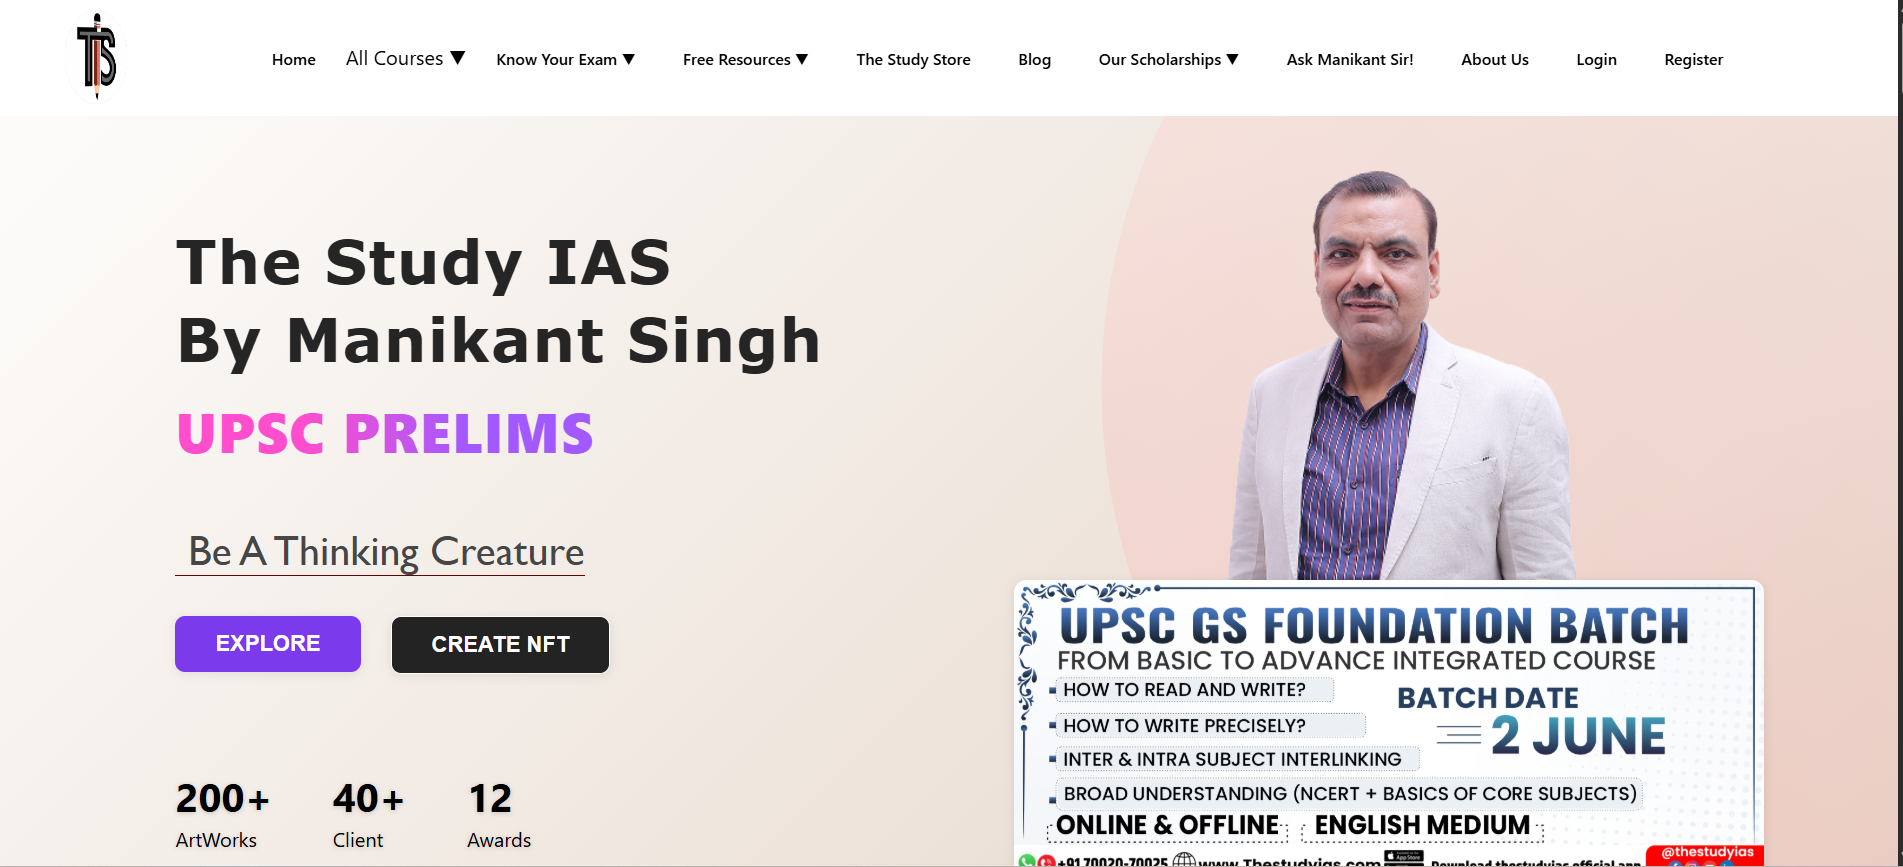 TIS
Home
All Courses ▼
Know Your Exam ▼
Free Resources ▼
The Study Store
Blog
Our Scholarships ▼
Ask Manikant Sir!
About Us
Login
Register
The Study IAS
By Manikant Singh
UPSC PRELIMS
Be A Thinking Creature
EXPLORE
CREATE NFT
200+
40+
12
ArtWorks
Client
Awards
UPSC GS FOUNDATION BATCH
FROM BASIC TO ADVANCE INTEGRATED COURSE
HOW TO READ AND WRITE?
HOW TO WRITE PRECISELY?
INTER & INTRA SUBJECT INTERLINKING
BROAD UNDERSTANDING (NCERT + BASICS OF CORE SUBJECTS)
BATCH DATE
2 JUNE
ONLINE & OFFLINE
ENGLISH MEDIUM
+91 70020-70025
www.Thestudyias.com
App Store
Download thestudyias official app
@thestudyias